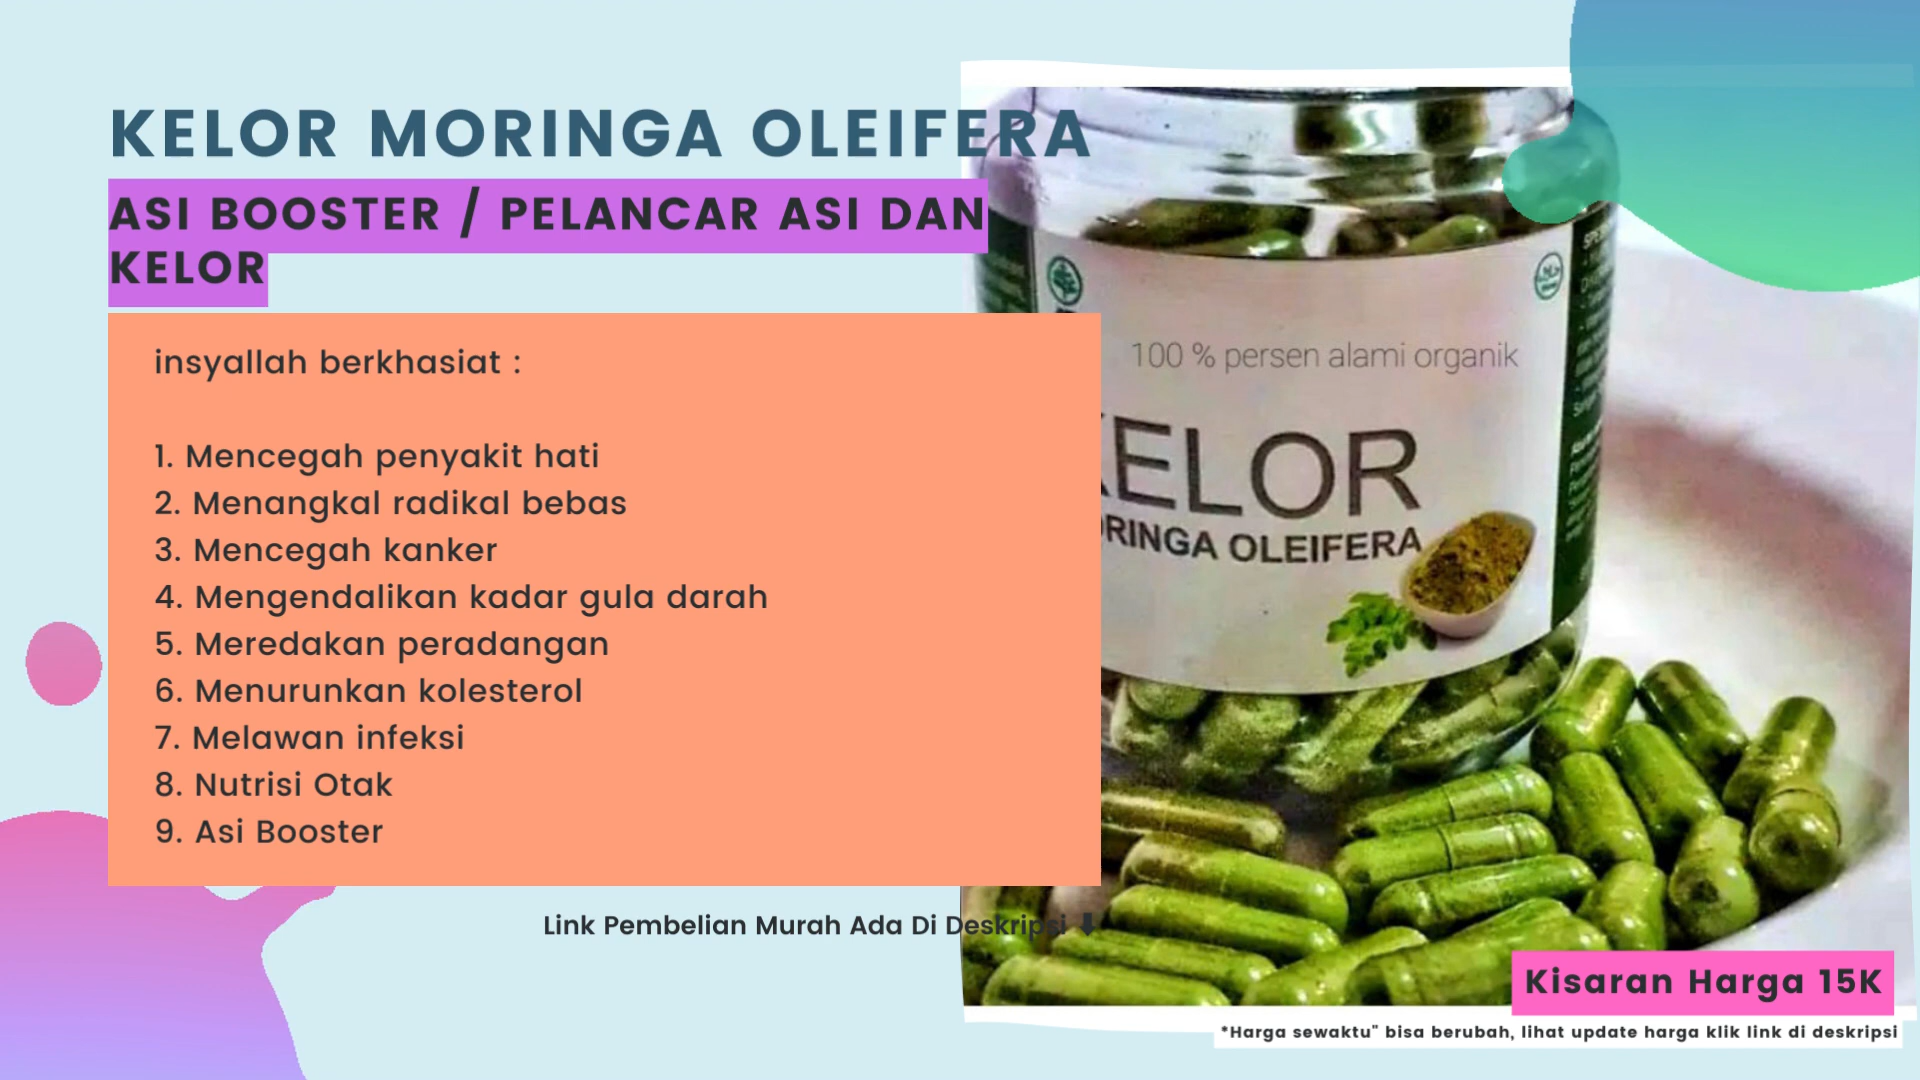 KELOR MORINGA OLEIFERA
ASI BOOSTER / PELANCAR ASI DAN
KELOR
insyallah berkhasiat :
1. Mencegah penyakit hati
2. Menangkal radikal bebas
3. Mencegah kanker
4. Mengendalikan kadar gula darah
5. Meredakan peradangan
6. Menurunkan kolesterol
7. Melawan infeksi
8. Nutrisi Otak
9. Asi Booster
Link Pembelian Murah Ada Di Deskripsi ⬇
100 % persen alami organik
KELOR
ORINGA OLEIFERA
Kisaran Harga 15K
*Harga sewaktu" bisa berubah, lihat update harga klik link di deskripsi